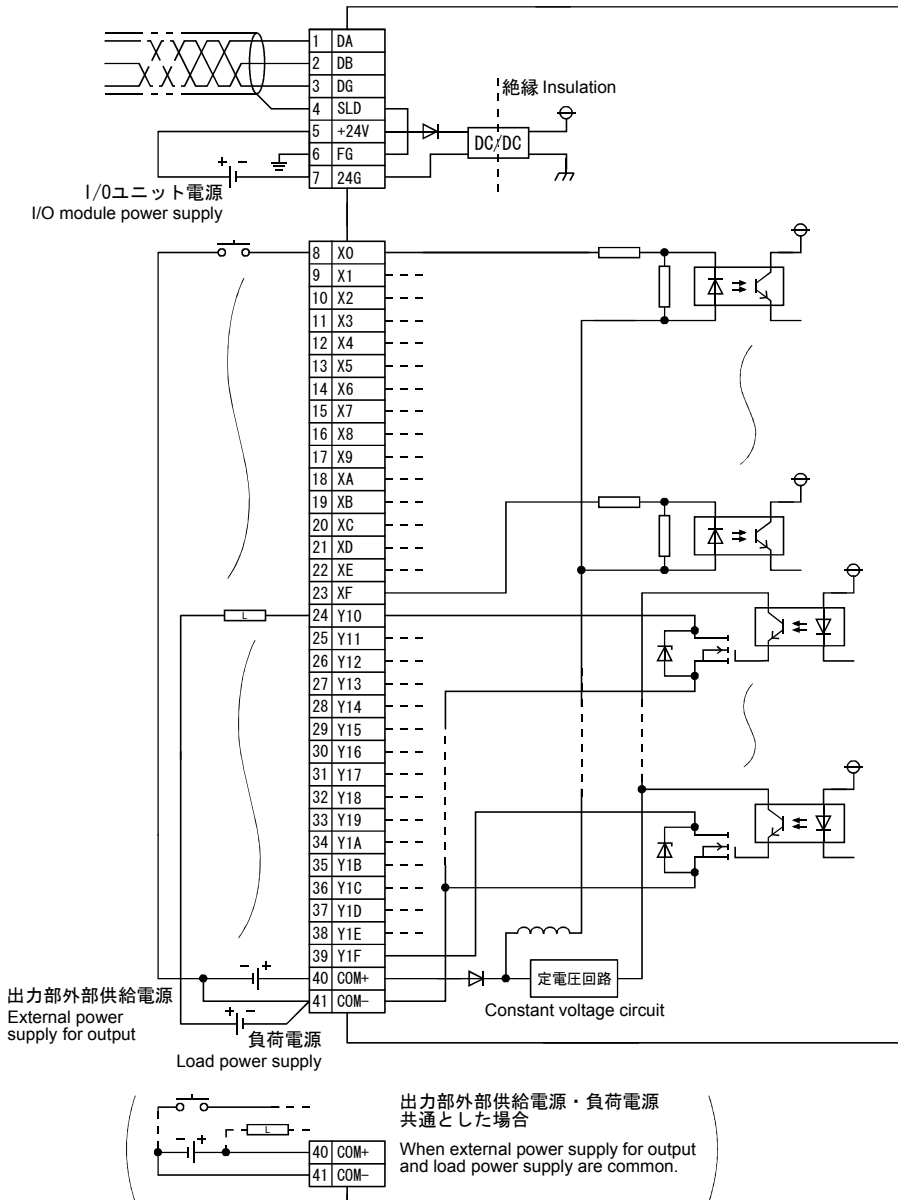 1 DA
2 DB
3 DG
4 SLD
5 +24V
6 FG
7 24G
絶縁 Insulation
DC/DC
+ -
I/Oユニット電源
I/O module power supply
8 X0
9 X1
10 X2
11 X3
12 X4
13 X5
14 X6
15 X7
16 X8
17 X9
18 XA
19 XB
20 XC
21 XD
22 XE
23 XF
24 Y10
25 Y11
26 Y12
27 Y13
28 Y14
29 Y15
30 Y16
31 Y17
32 Y18
33 Y19
34 Y1A
35 Y1B
36 Y1C
37 Y1D
38 Y1E
39 Y1F
40 COM+
41 COM-
L
- +
出力部外部供給電源
External power
supply for output
+ -
負荷電源
Load power supply
定電圧回路
Constant voltage circuit
L
- +
40 COM+
41 COM-
出力部外部供給電源・負荷電源
共通とした場合
When external power supply for output
and load power supply are common.